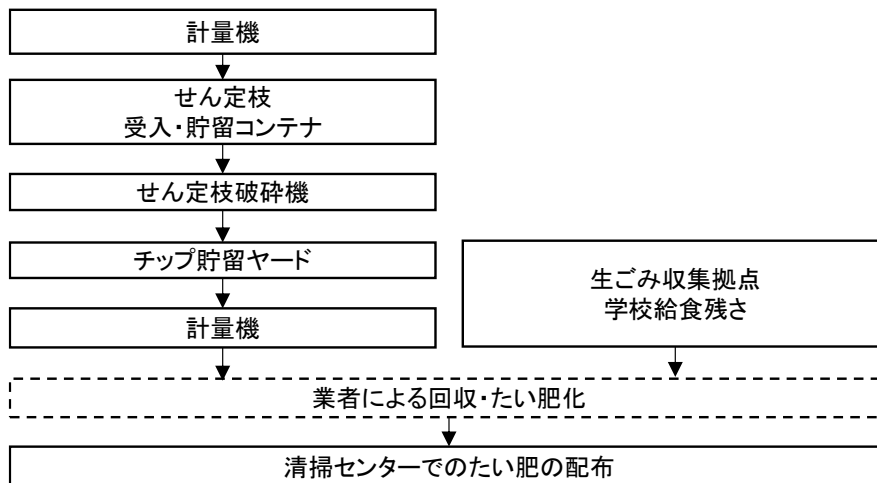 計量機
せん定枝
受入・貯留コンテナ
せん定枝破砕機
チップ貯留ヤード
計量機
生ごみ収集拠点
学校給食残さ
業者による回収・たい肥化
清掃センターでのたい肥の配布